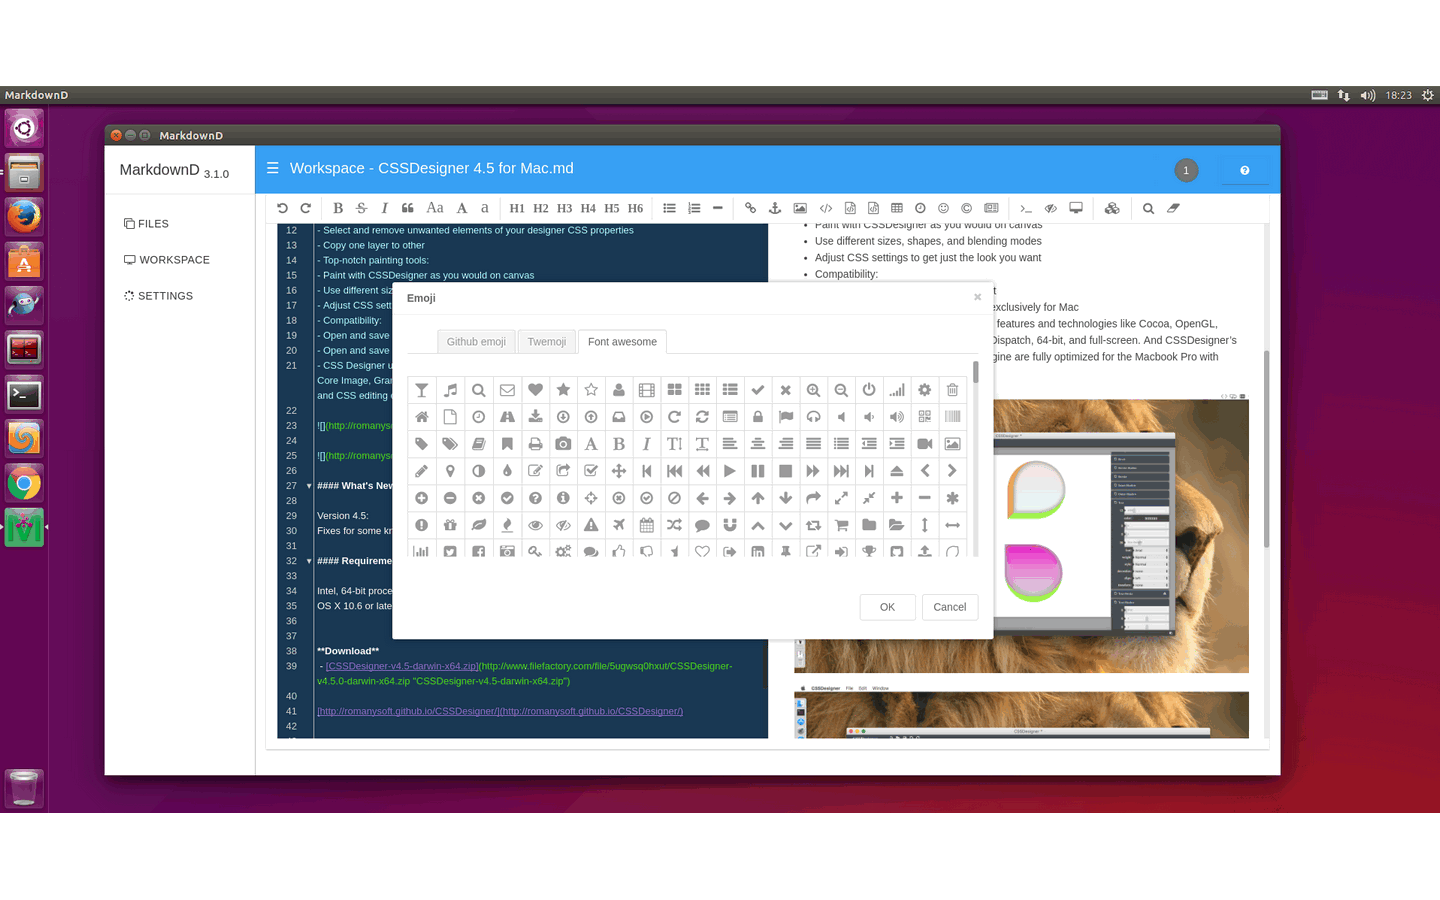 MarkdownD
18:23
MarkdownD
MarkdownD 3.1.0
Workspace - CSSDesigner 4.5 for Mac.md
1
FILES
WORKSPACE
SETTINGS
B S I Aa A a H1 H2 H3 H4 H5 H6
12 - Select and remove unwanted elements of your designer CSS properties
13 - Copy one layer to other
14 - Top-notch painting tools:
15 - Paint with CSSDesigner as you would on canvas
16 - Use different siz
17 - Adjust CSS sett
18 - Compatibility:
19 - Open and save
20 - Open and save
21 - CSS Designer u
Core Image, Gran
and CSS editing
22
23 ![](http://romanys
24
25 ![](http://romanys
26
27 #### What's New
28
29 Version 4.5:
30 Fixes for some kn
31
32 #### Requireme
33
34 Intel, 64-bit proce
35 OS X 10.6 or late
36
37
38 **Download**
39 - [CSSDesigner-v4.5-darwin-x64.zip](http://www.filefactory.com/file/5ugwsq0hxut/CSSDesigner-
v4.5.0-darwin-x64.zip "CSSDesigner-v4.5-darwin-x64.zip")
40
41 [http://romanysoft.github.io/CSSDesigner/](http://romanysoft.github.io/CSSDesigner/)
42
Paint with CSSDesigner as you would on canvas
Use different sizes, shapes, and blending modes
Adjust CSS settings to get just the look you want
Compatibility:
exclusively for Mac
features and technologies like Cocoa, OpenGL,
Dispatch, 64-bit, and full-screen. And CSSDesigner's
gine are fully optimized for the Macbook Pro with
Emoji
Github emoji
Twemoji
Font awesome
OK
Cancel
CSSDesigner File Edit Window